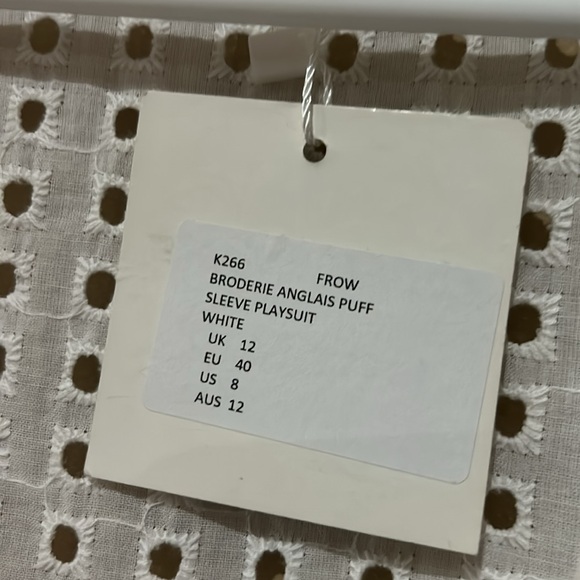 K266 FROW
BRODERIE ANGLAIS PUFF
SLEEVE PLAYSUIT
WHITE
UK 12
EU 40
US 8
AUS 12